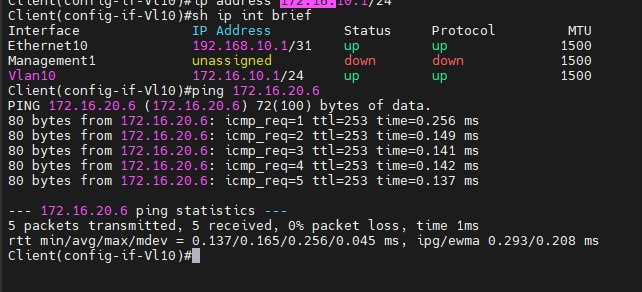 Client(config-if-Vl10)#ip address 172.16.10.1/24
Client(config-if-Vl10)#sh ip int brief
Interface IP Address Status Protocol MTU
Ethernet10 192.168.10.1/31 up up 1500
Management1 unassigned down down 1500
Vlan10 172.16.10.1/24 up up 1500
Client(config-if-Vl10)#ping 172.16.20.6
PING 172.16.20.6 (172.16.20.6) 72(100) bytes of data.
80 bytes from 172.16.20.6: icmp_req=1 ttl=253 time=0.256 ms
80 bytes from 172.16.20.6: icmp_req=2 ttl=253 time=0.149 ms
80 bytes from 172.16.20.6: icmp_req=3 ttl=253 time=0.141 ms
80 bytes from 172.16.20.6: icmp_req=4 ttl=253 time=0.142 ms
80 bytes from 172.16.20.6: icmp_req=5 ttl=253 time=0.137 ms
--- 172.16.20.6 ping statistics ---
5 packets transmitted, 5 received, 0% packet loss, time 1ms
rtt min/avg/max/mdev = 0.137/0.165/0.256/0.045 ms, ipg/ewma 0.293/0.208 ms
Client(config-if-Vl10)#